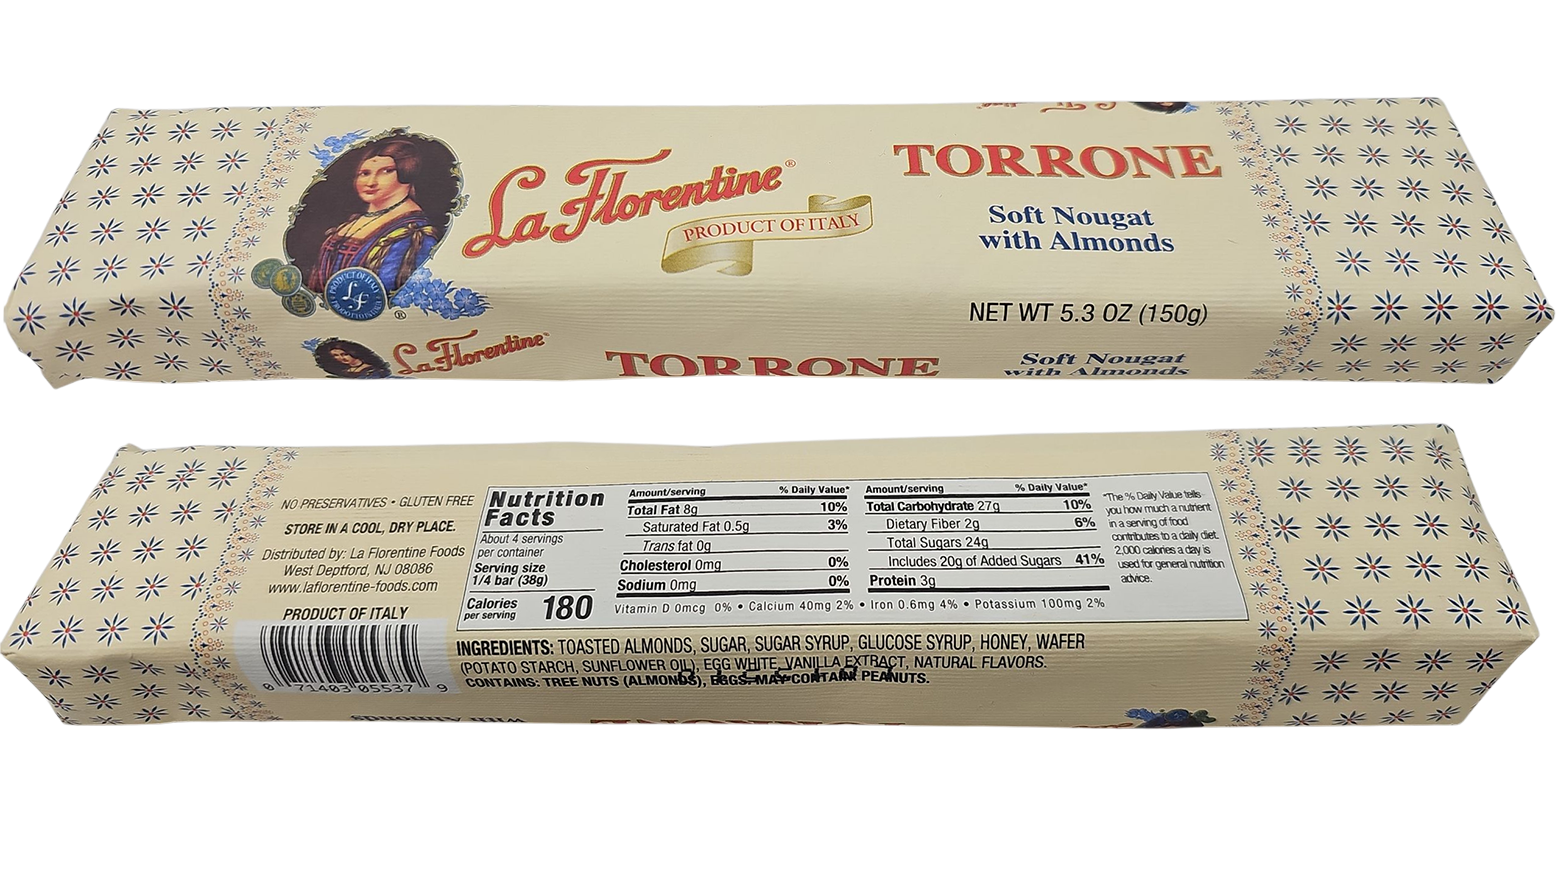 La Florentine®
PRODUCT OF ITALY
TORRONE
Soft Nougat
with Almonds
NET WT 5.3 OZ (150g)
PRODUCT OF ITALY
LF
®
La Florentine
TORRONE
Soft Nougat
with Almonds
NO PRESERVATIVES • GLUTEN FREE
STORE IN A COOL, DRY PLACE.
Distributed by: La Florentine Foods
West Deptford, NJ 08086
www.laflorentine-foods.com
PRODUCT OF ITALY
0 71403 05537 9
Nutrition
Facts
About 4 servings
per container
Serving size
1/4 bar (38g)
Calories
per serving 180
Amount/serving % Daily Value*
Total Fat 8g 10%
Saturated Fat 0.5g 3%
Trans fat 0g
Cholesterol 0mg 0%
Sodium 0mg 0%
Amount/serving % Daily Value*
Total Carbohydrate 27g 10%
Dietary Fiber 2g 6%
Total Sugars 24g
Includes 20g of Added Sugars 41%
Protein 3g
Vitamin D 0mcg 0% • Calcium 40mg 2% • Iron 0.6mg 4% • Potassium 100mg 2%
*The % Daily Value tells
you how much a nutrient
in a serving of food
contributes to a daily diet.
2,000 calories a day is
used for general nutrition
advice.
INGREDIENTS: TOASTED ALMONDS, SUGAR, SUGAR SYRUP, GLUCOSE SYRUP, HONEY, WAFER
(POTATO STARCH, SUNFLOWER OIL), EGG WHITE, VANILLA EXTRACT, NATURAL FLAVORS.
CONTAINS: TREE NUTS (ALMONDS), EGGS. MAY CONTAIN PEANUTS.
with Almonds
TORRONE